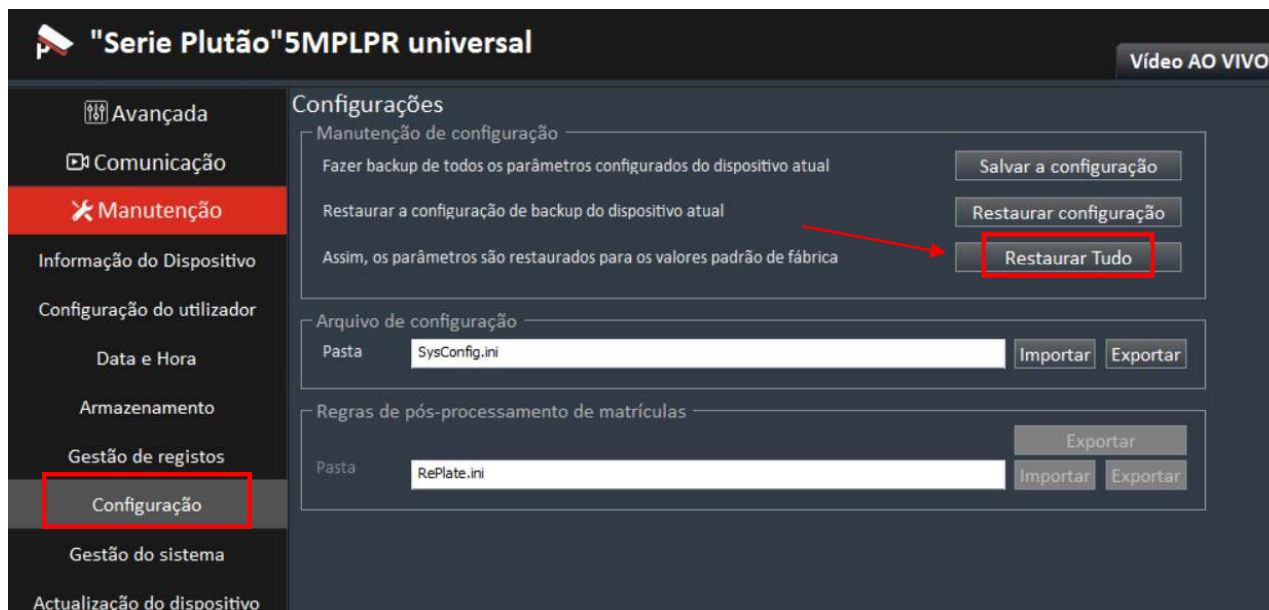 "Serie Plutão"5MPLPR universal
Vídeo AO VIVO
Avançada
Comunicação
Manutenção
Informação do Dispositivo
Configuração do utilizador
Data e Hora
Armazenamento
Gestão de registos
Configuração
Gestão do sistema
Actualização do dispositivo
Configurações
Manutenção de configuração
Fazer backup de todos os parâmetros configurados do dispositivo atual Salvar a configuração
Restaurar a configuração de backup do dispositivo atual Restaurar configuração
Assim, os parâmetros são restaurados para os valores padrão de fábrica Restaurar Tudo
Arquivo de configuração
Pasta SysConfig.ini Importar Exportar
Regras de pós-processamento de matrículas
Exportar
Pasta RePlate.ini Importar Exportar